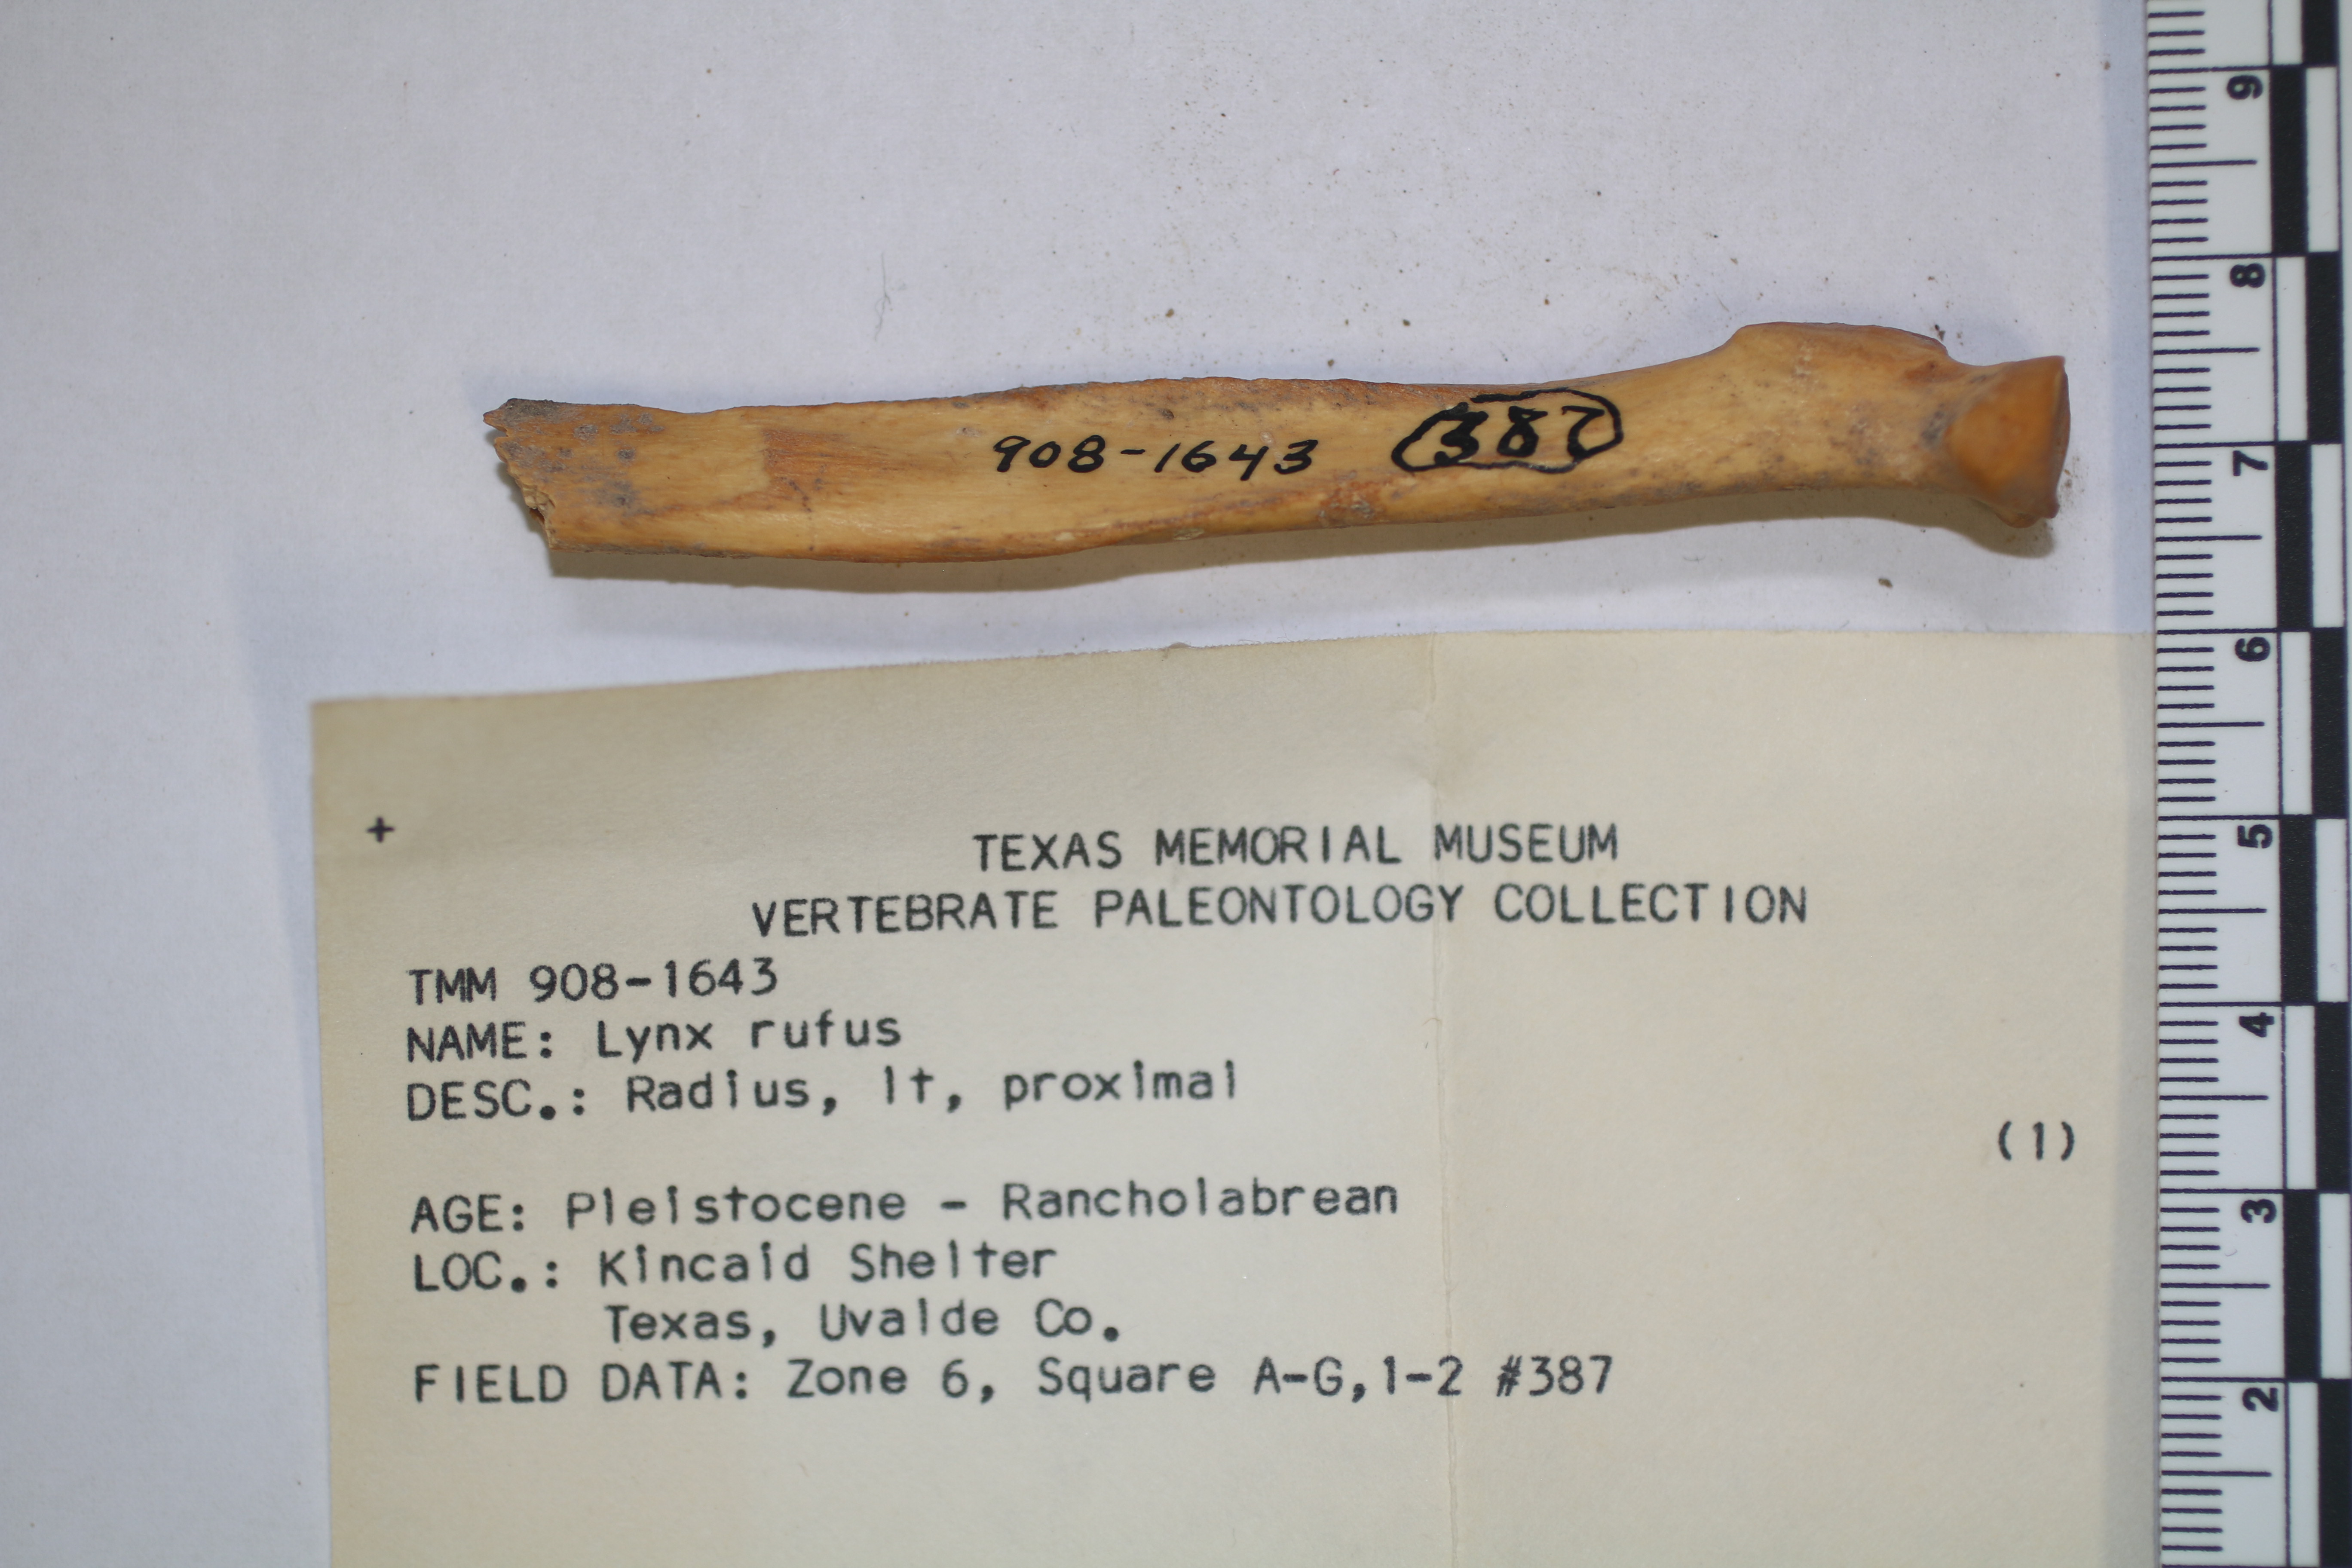 908-1643 387
TEXAS MEMORIAL MUSEUM
VERTEBRATE PALEONTOLOGY COLLECTION
TMM 908-1643
NAME: Lynx rufus
DESC.: Radius, lt, proximal
(1)
AGE: Pleistocene - Rancholabrean
LOC.: Kincaid Shelter
Texas, Uvalde Co.
FIELD DATA: Zone 6, Square A-G,1-2 #387
+
9
8
7
6
5
4
3
2